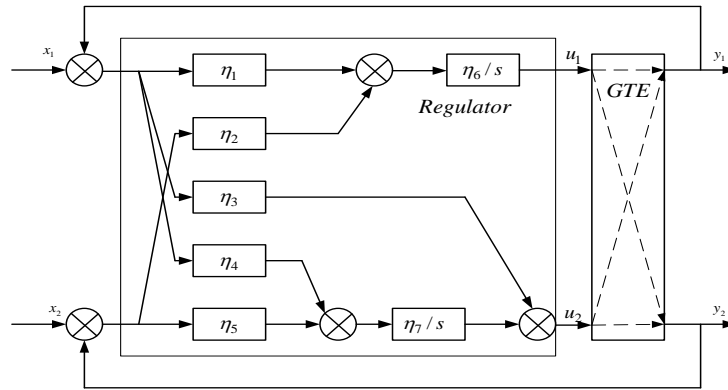 x₁
η₁
η₆ / s
u₁
y₁
GTE
Regulator
η₂
η₃
η₄
x₂
η₅
η₇ / s
u₂
y₂